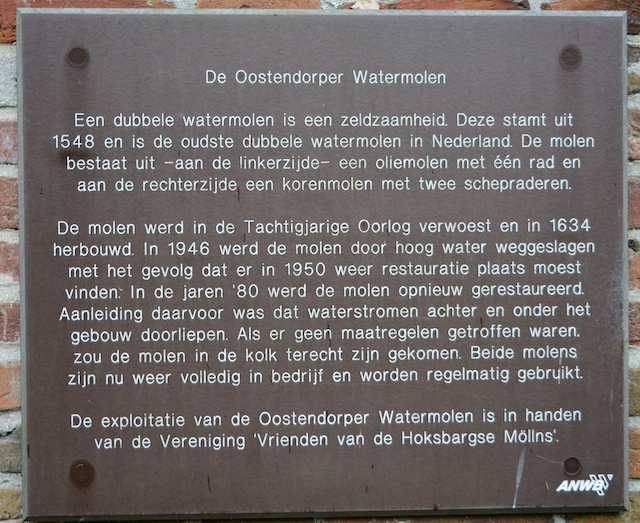 De Oostendorper Watermolen
Een dubbele watermolen is een zeldzaamheid. Deze stamt uit
1548 en is de oudste dubbele watermolen in Nederland. De molen
bestaat uit -aan de linkerzijde- een oliemolen met één rad en
aan de rechterzijde een korenmolen met twee schepraderen.
De molen werd in de Tachtigjarige Oorlog verwoest en in 1634
herbouwd. In 1946 werd de molen door hoog water weggeslagen
met het gevolg dat er in 1950 weer restauratie plaats moest
vinden. In de jaren '80 werd de molen opnieuw gerestaureerd.
Aanleiding daarvoor was dat waterstromen achter en onder het
gebouw doorliepen. Als er geen maatregelen getroffen waren,
zou de molen in de kolk terecht zijn gekomen. Beide molens
zijn nu weer volledig in bedrijf en worden regelmatig gebruikt.
De exploitatie van de Oostendorper Watermolen is in handen
van de Vereniging 'Vrienden van de Hoksbargse Möllns'.
ANWB